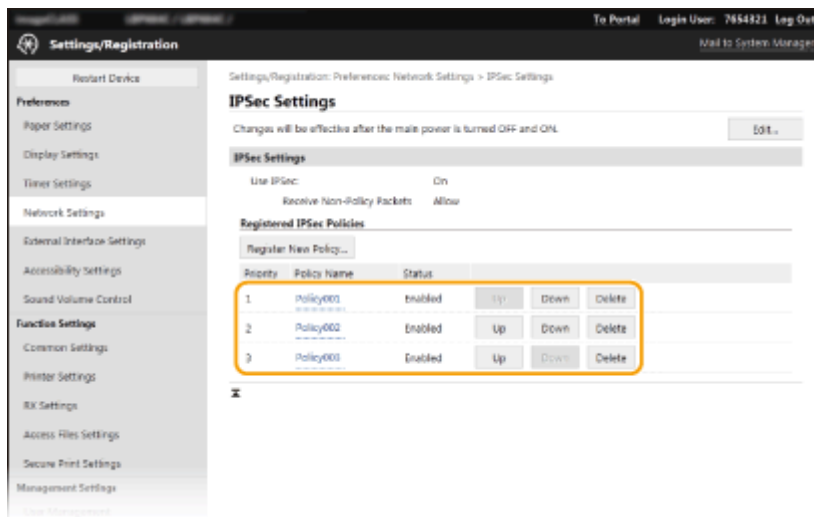 To Portal Login User: 7654321 Log Out
Settings/Registration
Mail to System Manager
Restart Device
Preferences
Paper Settings
Display Settings
Timer Settings
Network Settings
External Interface Settings
Accessibility Settings
Sound Volume Control
Function Settings
Common Settings
Printer Settings
RX Settings
Access Files Settings
Secure Print Settings
Management Settings
User Management
Settings/Registration: Preferences: Network Settings > IPSec Settings
IPSec Settings
Changes will be effective after the main power is turned OFF and ON.
Edit...
IPSec Settings
Use IPSec: On
Receive Non-Policy Packets Allow
Registered IPSec Policies
Register New Policy...
Priority Policy Name Status
1 Policy001 Enabled Up Down Delete
2 Policy002 Enabled Up Down Delete
3 Policy003 Enabled Up Down Delete